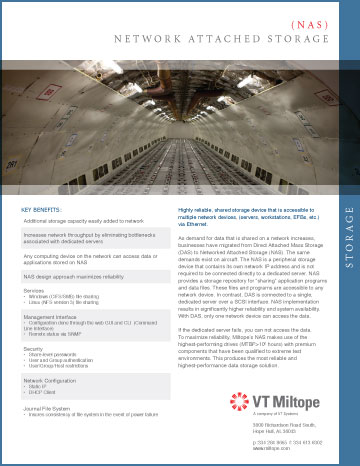 (NAS)
NETWORK ATTACHED STORAGE
STORAGE
KEY BENEFITS:
Additional storage capacity easily added to network
Increases network throughput by eliminating bottlenecks
associated with dedicated servers
Any computing device on the network can access data or
applications stored on NAS
NAS design approach maximizes reliability
Services
• Windows (CIFS/SMB) file sharing
• Linux (NFS version 3) file sharing
Management Interface
• Configuration done through the web GUI and CLI (Command
Line Interface)
• Remote status via SNMP
Security
• Share-level passwords
• User and Group authentication
• User/Group/Host restrictions
Network Configuration
• Static IP
• DHCP Client
Journal File System
• Insures consistency of file system in the event of power failure
Highly reliable, shared storage device that is accessible to
multiple network devices, (servers, workstations, EFBs, etc.)
via Ethernet.
As demand for data that is shared on a network increases,
businesses have migrated from Direct Attached Mass Storage
(DAS) to Networked Attached Storage (NAS). The same
demands exist on aircraft. The NAS is a peripheral storage
device that contains its own network IP address and is not
required to be connected directly to a dedicated server. NAS
provides a storage repository for "sharing" application programs
and data files. These files and programs are accessible to any
network device. In contrast, DAS is connected to a single,
dedicated server over a SCSI interface. NAS implementation
results in significantly higher reliability and system availability.
With DAS, only one network device can access the data.
If the dedicated server fails, you can not access the data.
To maximize reliability, Miltope's NAS makes use of the
highest-performing drives (MTBF>10⁶ hours) with premium
components that have been qualified to extreme test
environments. This produces the most reliable and
highest-performance data storage solution.
VT Miltope
A company of VT Systems
3800 Richardson Road South,
Hope Hull, AL 36043
www.miltope.com